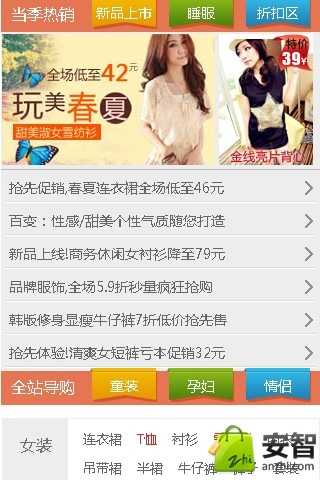 当季热销 新品上市 睡服 折扣区
全场低至42元
玩美春夏
甜美淑女雪纺衫
特价
39¥
金线亮片背心
抢先促销,春夏连衣裙全场低至46元
百变：性感/甜美个性气质随您打造
新品上线!商务休闲女衬衫降至79元
品牌服饰,全场5.9折秒量疯狂抢购
韩版修身显瘦牛仔裤7折低价抢先售
抢先体验!清爽女短裤亏本促销32元
全站导购 童装 孕妇 情侣
女装
连衣裙 T恤 衬衫
吊带裙 半裙 牛仔裤 裤子 套装
zhi 安智
anzhi.com